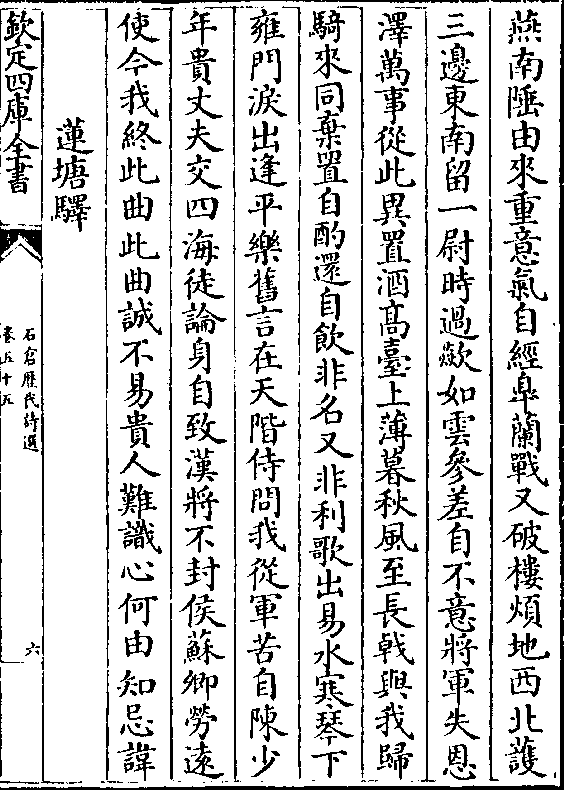 燕南陲由來重意氣自經臯蘭戰又破樓煩地西北護
三邊東南留一尉時過歘如雲參差自不意將軍失恩
澤萬事從此異置酒髙臺上薄暮秋風至長戟與我歸
騎來同棄置自酌還自飲非名又非利歌出易水寒琴下
雍門淚出逢平樂舊言在天階侍問我從軍苦自陳少
年貴丈夫交四海徒論身自致漢將不封侯蘇卿勞逺
使今我終此曲此曲誠不易貴人難識心何由知忌諱
蓮塘驛
欽定四庫全書
石倉歴代詩選
卷五十五
六